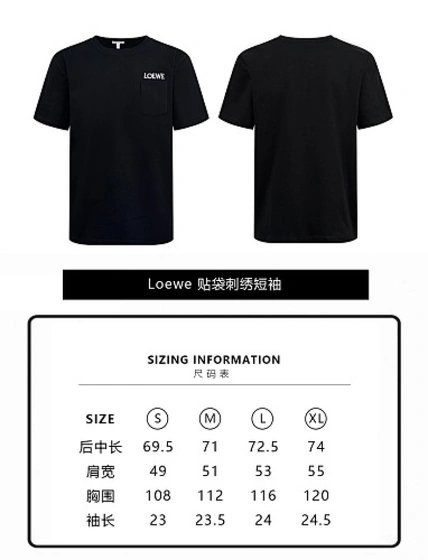 LOEWE
Loewe 贴袋刺绣短袖
SIZING INFORMATION
尺码表
SIZE S M L XL
后中长 69.5 71 72.5 74
肩宽 49 51 53 55
胸围 108 112 116 120
袖长 23 23.5 24 24.5